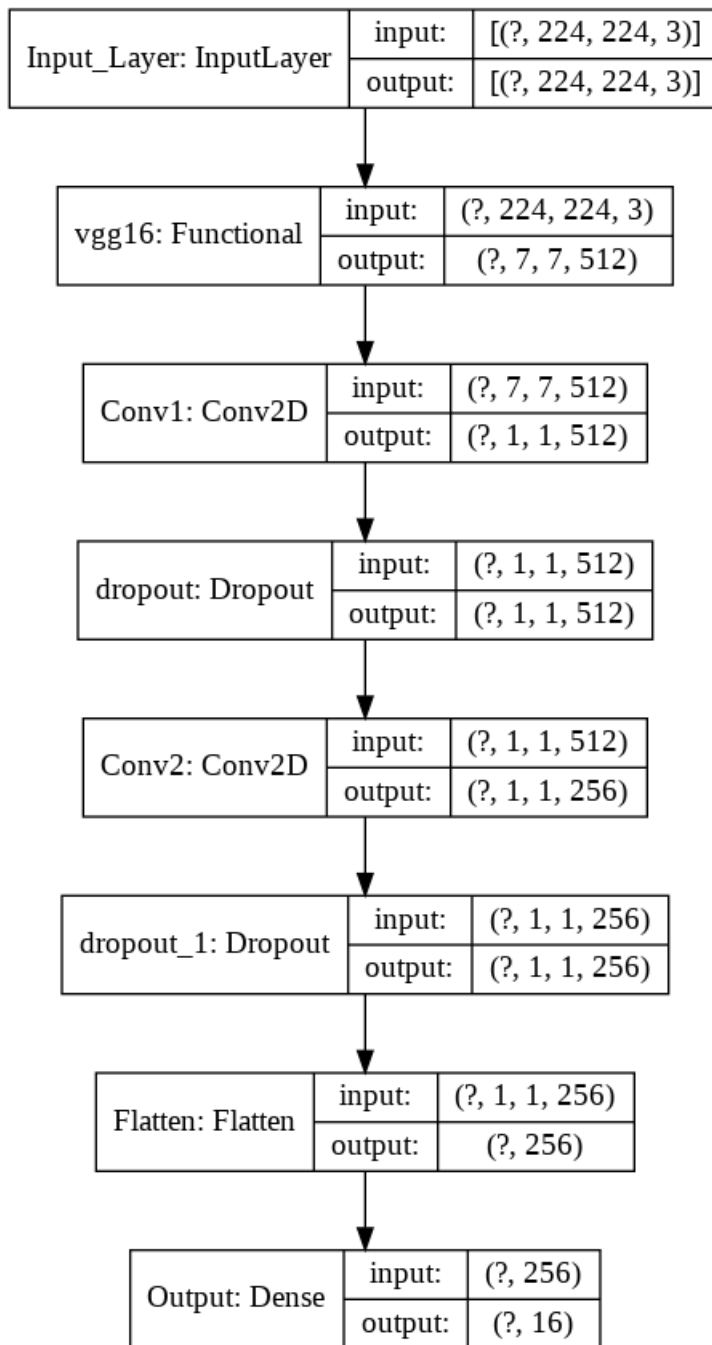 Input_Layer: InputLayer
input:
[(?, 224, 224, 3)]
output:
[(?, 224, 224, 3)]
vgg16: Functional
input:
(?, 224, 224, 3)
output:
(?, 7, 7, 512)
Conv1: Conv2D
input:
(?, 7, 7, 512)
output:
(?, 1, 1, 512)
dropout: Dropout
input:
(?, 1, 1, 512)
output:
(?, 1, 1, 512)
Conv2: Conv2D
input:
(?, 1, 1, 512)
output:
(?, 1, 1, 256)
dropout_1: Dropout
input:
(?, 1, 1, 256)
output:
(?, 1, 1, 256)
Flatten: Flatten
input:
(?, 1, 1, 256)
output:
(?, 256)
Output: Dense
input:
(?, 256)
output:
(?, 16)